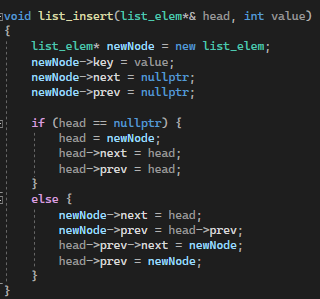 void list_insert(list_elem*& head, int value)
{
list_elem* newNode = new list_elem;
newNode->key = value;
newNode->next = nullptr;
newNode->prev = nullptr;
if (head == nullptr) {
head = newNode;
head->next = head;
head->prev = head;
}
else {
newNode->next = head;
newNode->prev = head->prev;
head->prev->next = newNode;
head->prev = newNode;
}
}